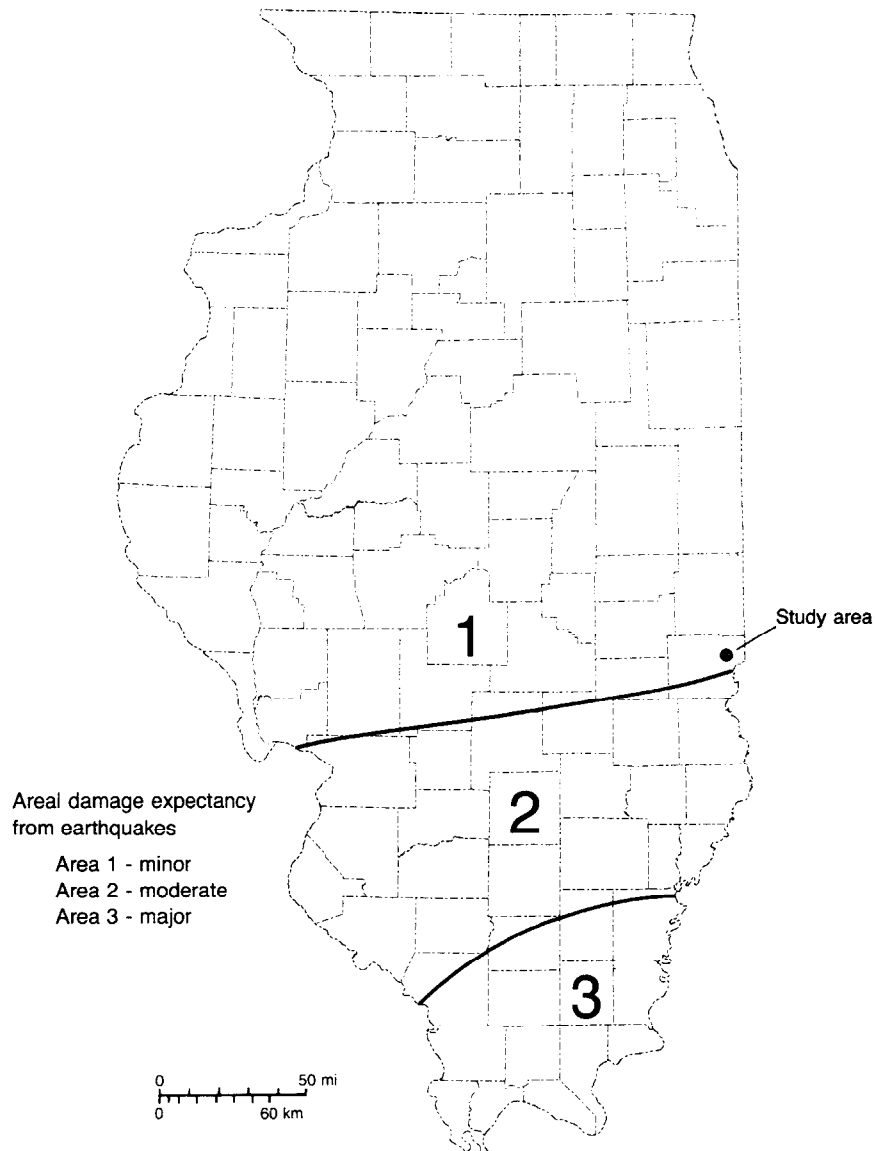 1
Study area
2
Areal damage expectancy
from earthquakes
Area 1 - minor
Area 2 - moderate
Area 3 - major
3
0 50 mi
0 60 km